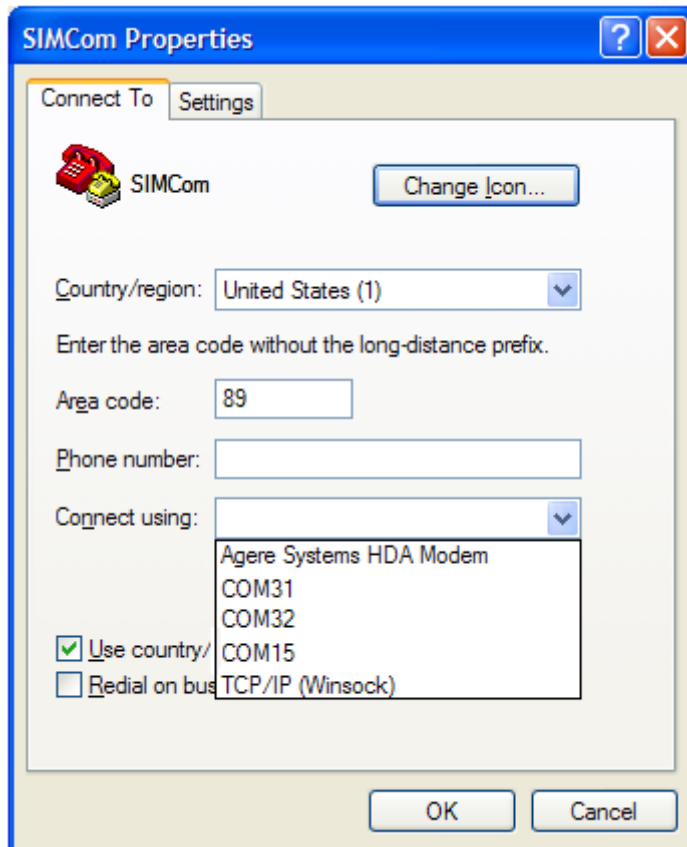 SIMCom Properties
Connect To Settings
SIMCom Change Icon...
Country/region: United States (1)
Enter the area code without the long-distance prefix.
Area code: 89
Phone number:
Connect using:
Agere Systems HDA Modem
COM31
COM32
Use country/ COM15
Redial on bus TCP/IP (Winsock)
OK Cancel